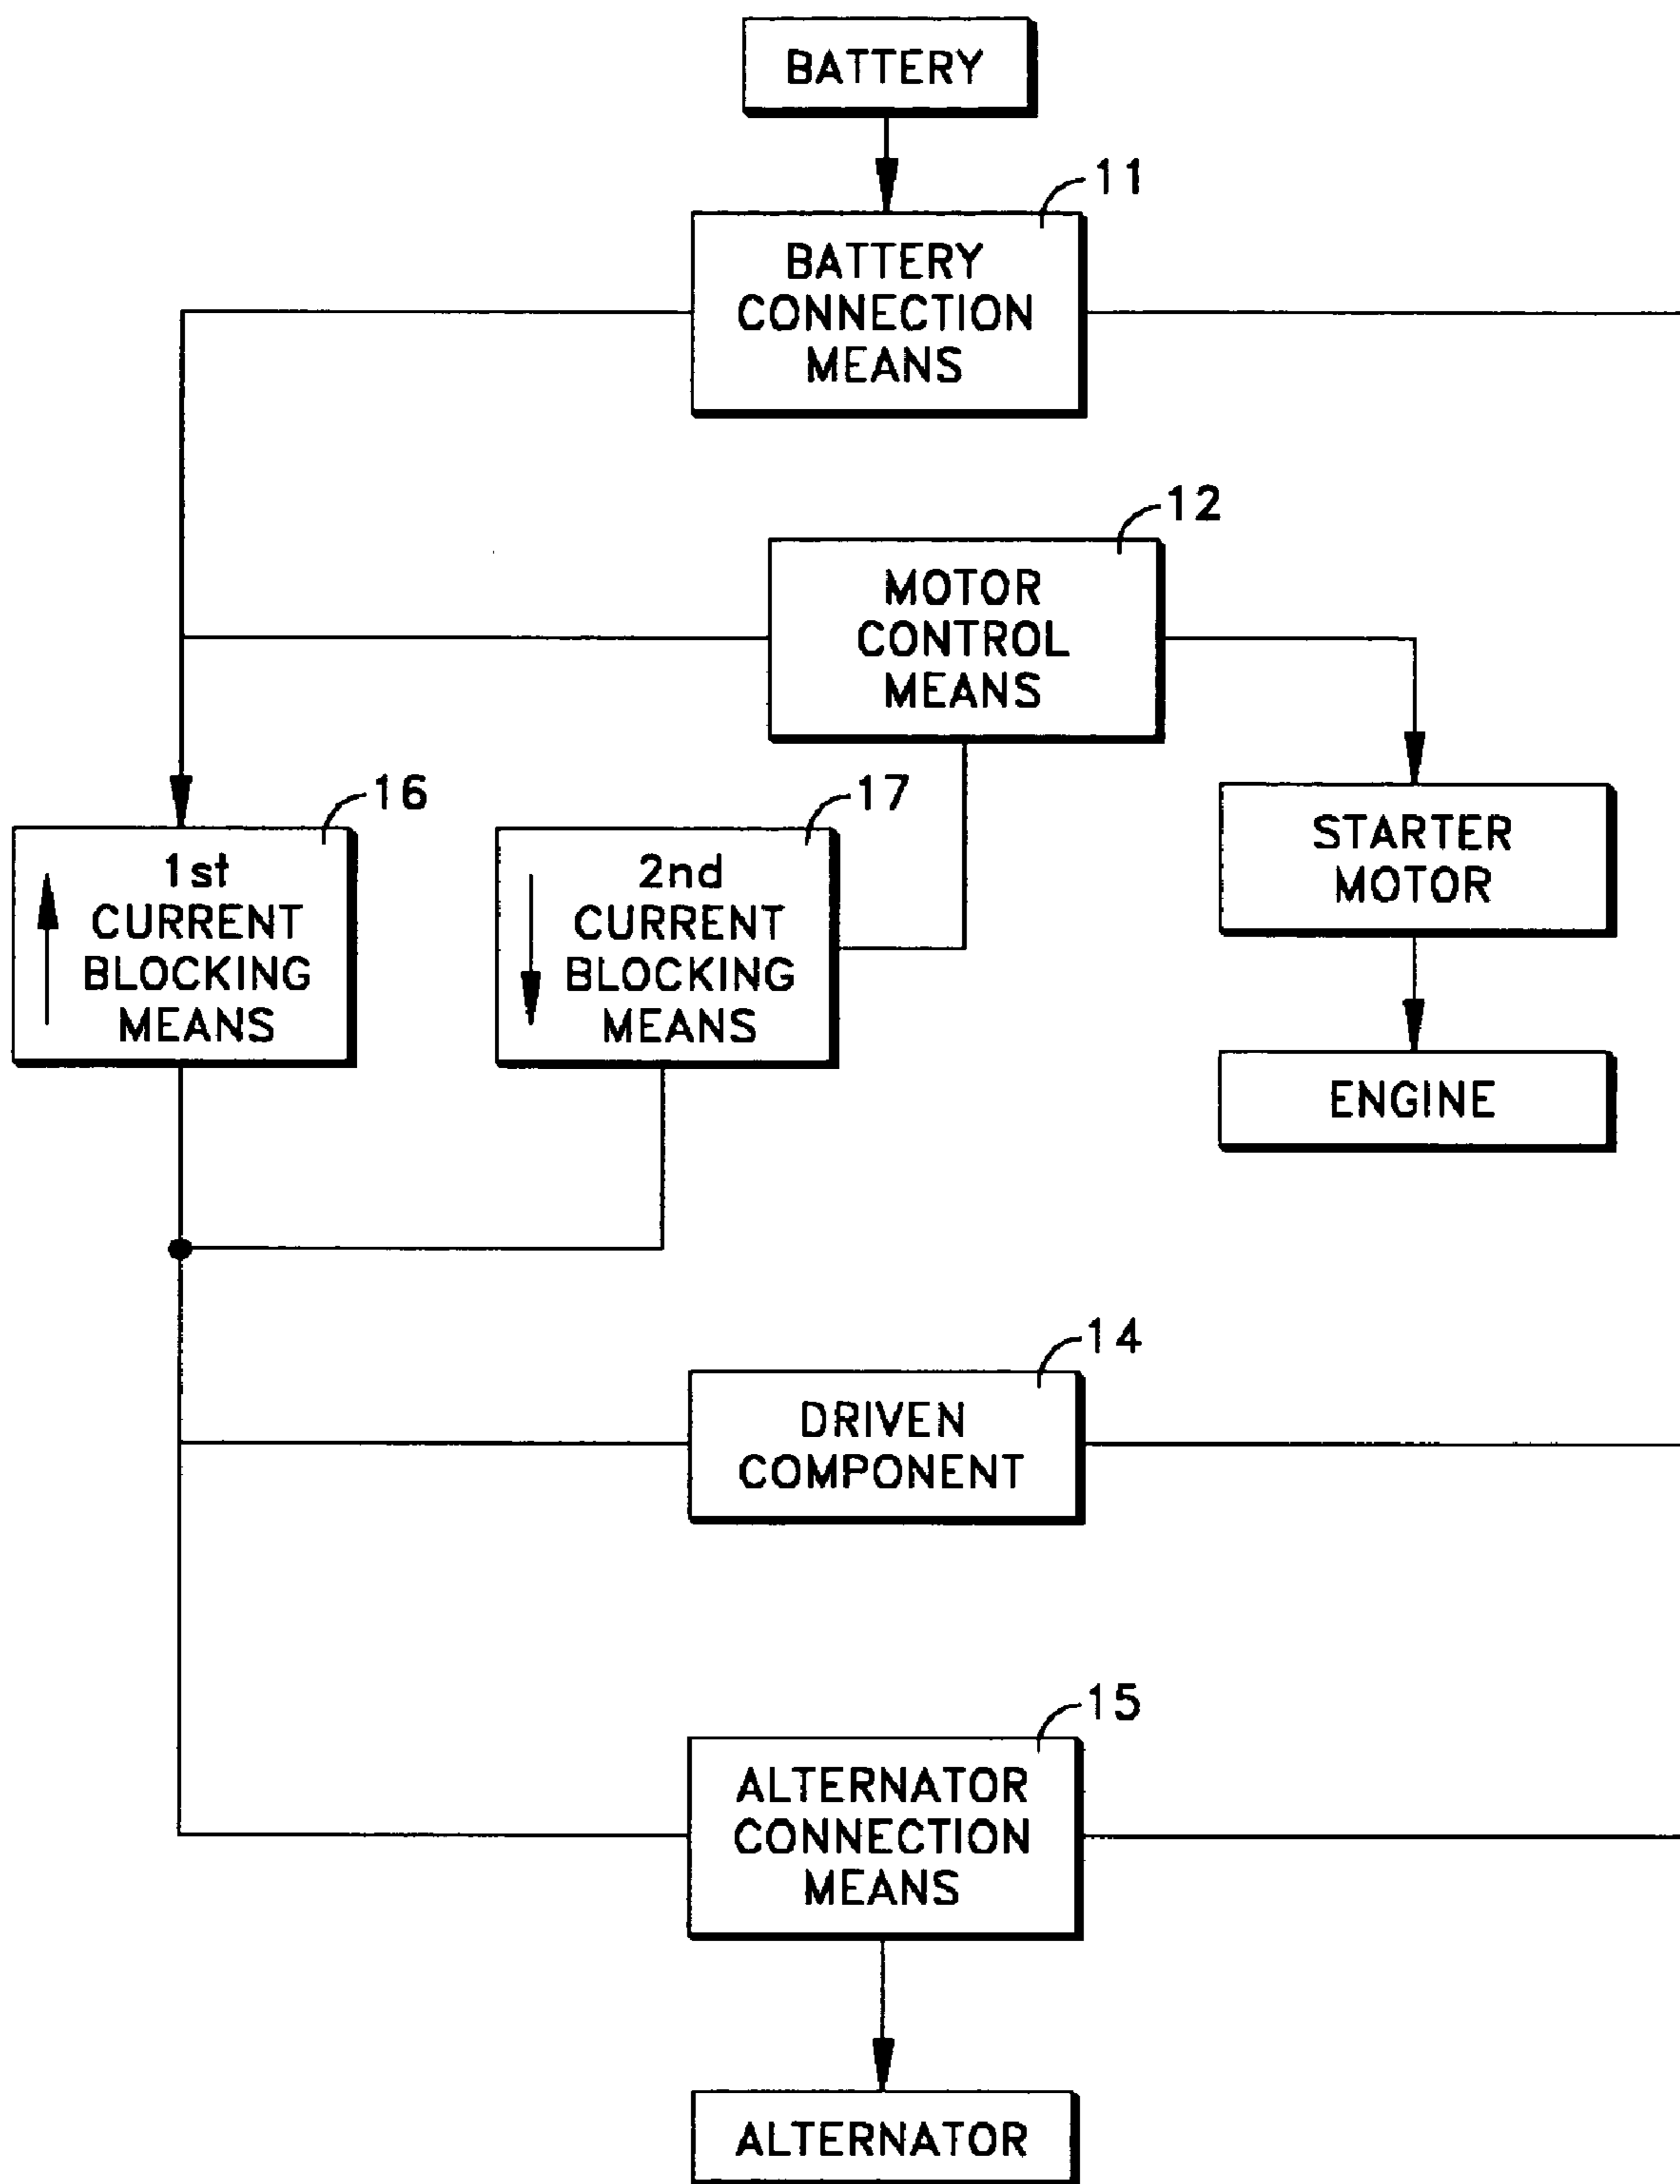 BATTERY
11
BATTERY
CONNECTION
MEANS
12
MOTOR
CONTROL
MEANS
16
1st
CURRENT
BLOCKING
MEANS
17
2nd
CURRENT
BLOCKING
MEANS
STARTER
MOTOR
ENGINE
14
DRIVEN
COMPONENT
15
ALTERNATOR
CONNECTION
MEANS
ALTERNATOR